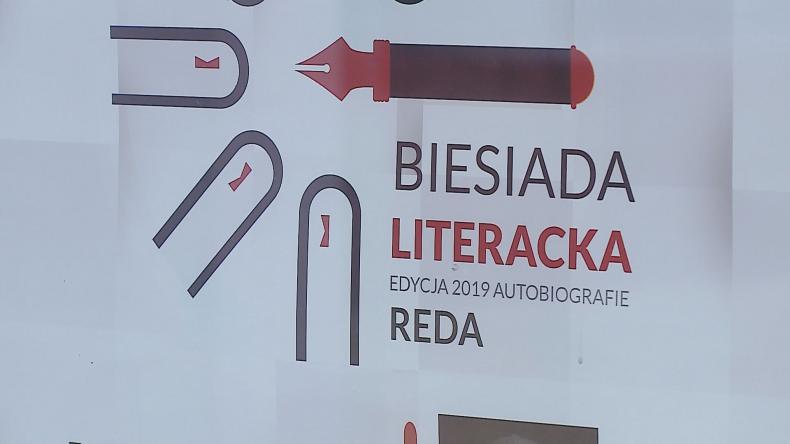 BIESIADA
LITERACKA
EDYCJA 2019 AUTOBIOGRAFIE
REDA